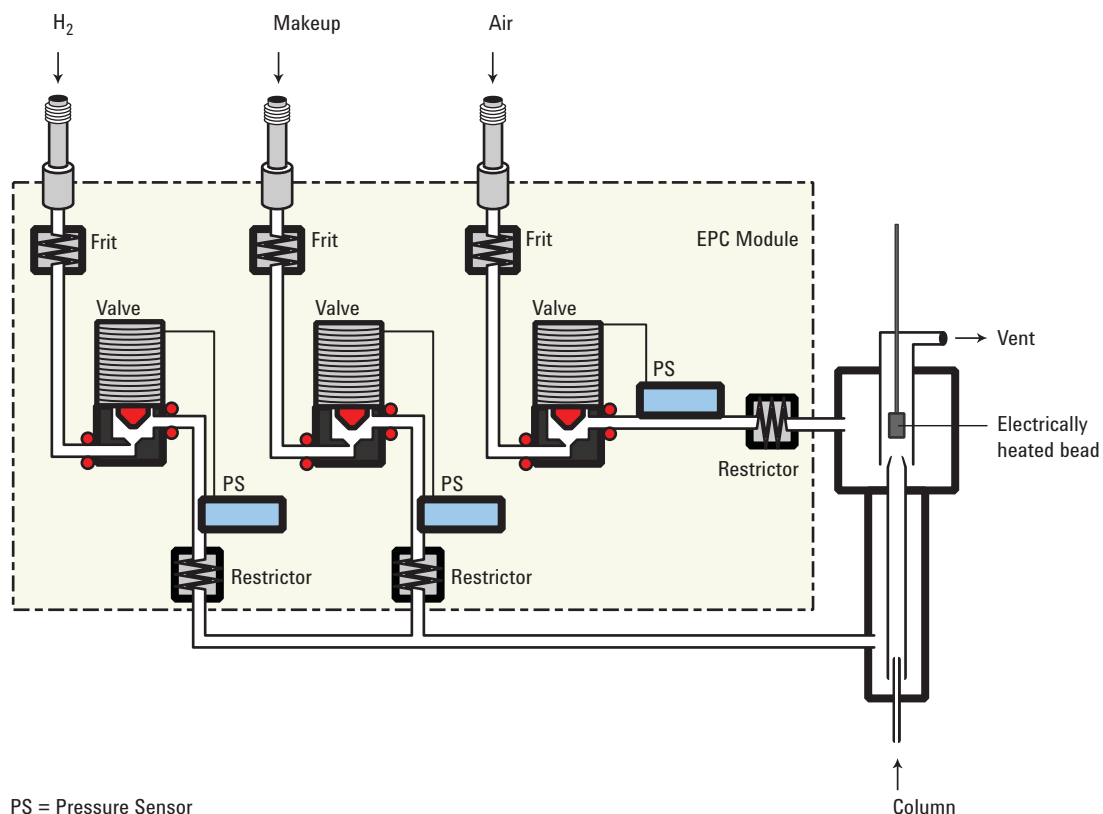 H₂
Makeup
Air
Frit
Frit
Frit
EPC Module
Valve
Valve
Valve
PS
Vent
Electrically
heated bead
Restrictor
PS
PS
Restrictor
Restrictor
PS = Pressure Sensor
Column